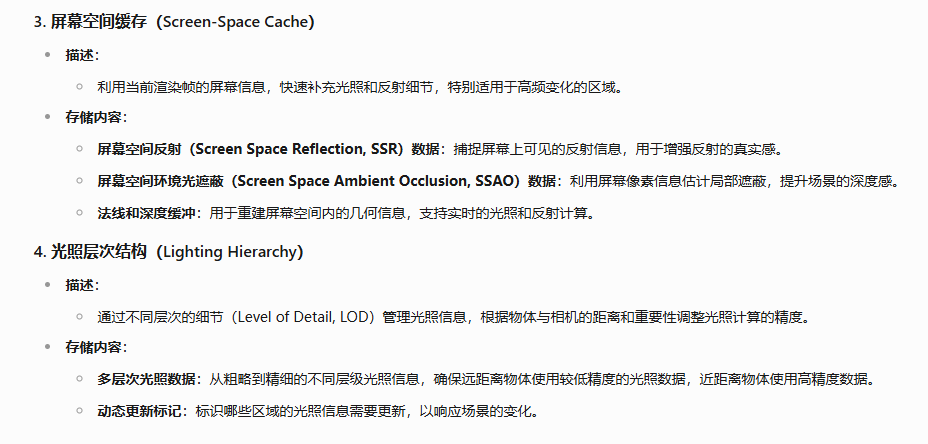 3. 屏幕空间缓存（Screen-Space Cache）
描述：
利用当前渲染帧的屏幕信息，快速补充光照和反射细节，特别适用于高频变化的区域。
存储内容：
屏幕空间反射（Screen Space Reflection, SSR）数据：捕捉屏幕上可见的反射信息，用于增强反射的真实感。
屏幕空间环境光遮蔽（Screen Space Ambient Occlusion, SSAO）数据：利用屏幕像素信息估计局部遮蔽，提升场景的深度感。
法线和深度缓冲：用于重建屏幕空间内的几何信息，支持实时的光照和反射计算。
4. 光照层次结构（Lighting Hierarchy）
描述：
通过不同层次的细节（Level of Detail, LOD）管理光照信息，根据物体与相机的距离和重要性调整光照计算的精度。
存储内容：
多层次光照数据：从粗略到精细的不同层级光照信息，确保远距离物体使用较低精度的光照数据，近距离物体使用高精度数据。
动态更新标记：标识哪些区域的光照信息需要更新，以响应场景的变化。